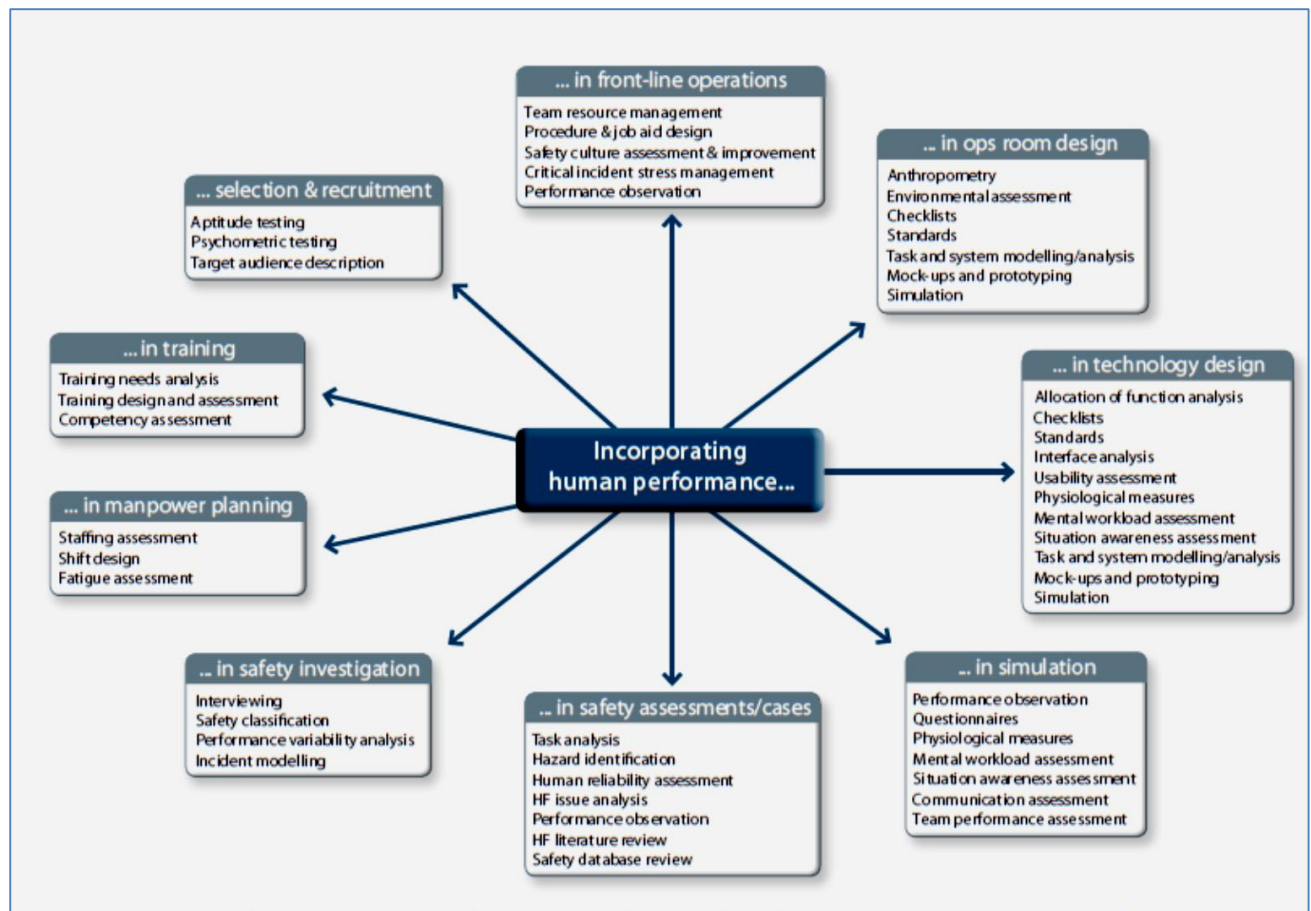 ... in front-line operations
Team resource management
Procedure & job aid design
Safety culture assessment & improvement
Critical incident stress management
Performance observation
... in ops room design
Anthropometry
Environmental assessment
Checklists
Standards
Task and system modelling/analysis
Mock-ups and prototyping
Simulation
... selection & recruitment
Aptitude testing
Psychometric testing
Target audience description
... in training
Training needs analysis
Training design and assessment
Competency assessment
... in technology design
Allocation of function analysis
Checklists
Standards
Interface analysis
Usability assessment
Physiological measures
Mental workload assessment
Situation awareness assessment
Task and system modelling/analysis
Mock-ups and prototyping
Simulation
Incorporating
human performance...
... in manpower planning
Staffing assessment
Shift design
Fatigue assessment
... in safety investigation
Interviewing
Safety classification
Performance variability analysis
Incident modelling
... in safety assessments/cases
Task analysis
Hazard identification
Human reliability assessment
HF issue analysis
Performance observation
HF literature review
Safety database review
... in simulation
Performance observation
Questionnaires
Physiological measures
Mental workload assessment
Situation awareness assessment
Communication assessment
Team performance assessment